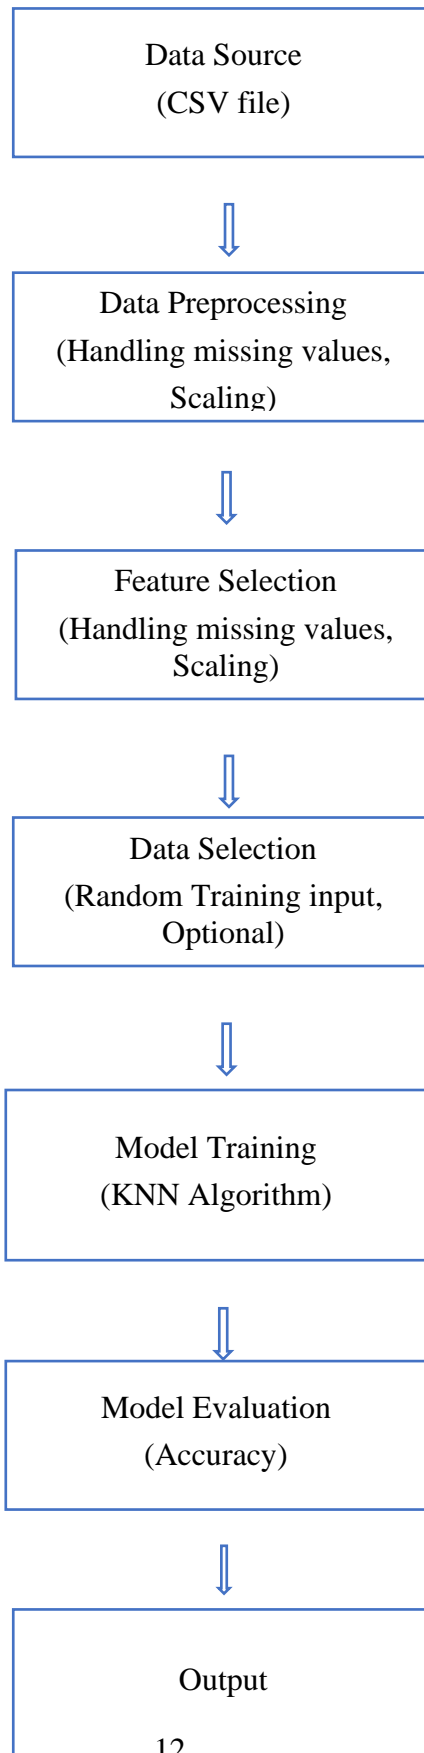 Data Source
(CSV file)
Data Preprocessing
(Handling missing values,
Scaling)
Feature Selection
(Handling missing values,
Scaling)
Data Selection
(Random Training input,
Optional)
Model Training
(KNN Algorithm)
Model Evaluation
(Accuracy)
Output
12